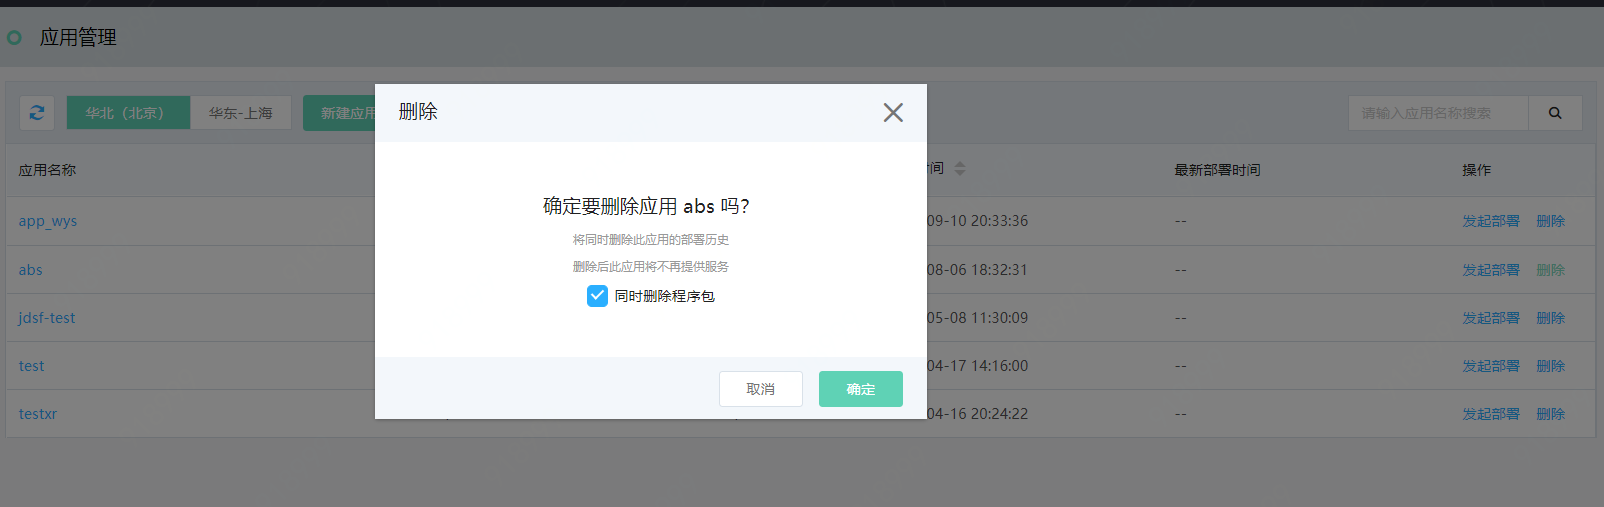 应用管理
华北（北京） 华东-上海 新建应用 请输入应用名称搜索
应用名称 时间 最新部署时间 操作
app_wys 09-10 20:33:36 -- 发起部署 删除
abs 08-06 18:32:31 -- 发起部署 删除
jdsf-test 05-08 11:30:09 -- 发起部署 删除
test 04-17 14:16:00 -- 发起部署 删除
testxr 04-16 20:24:22 -- 发起部署 删除
删除
确定要删除应用 abs 吗?
将同时删除此应用的部署历史
删除后此应用将不再提供服务
同时删除程序包
取消 确定